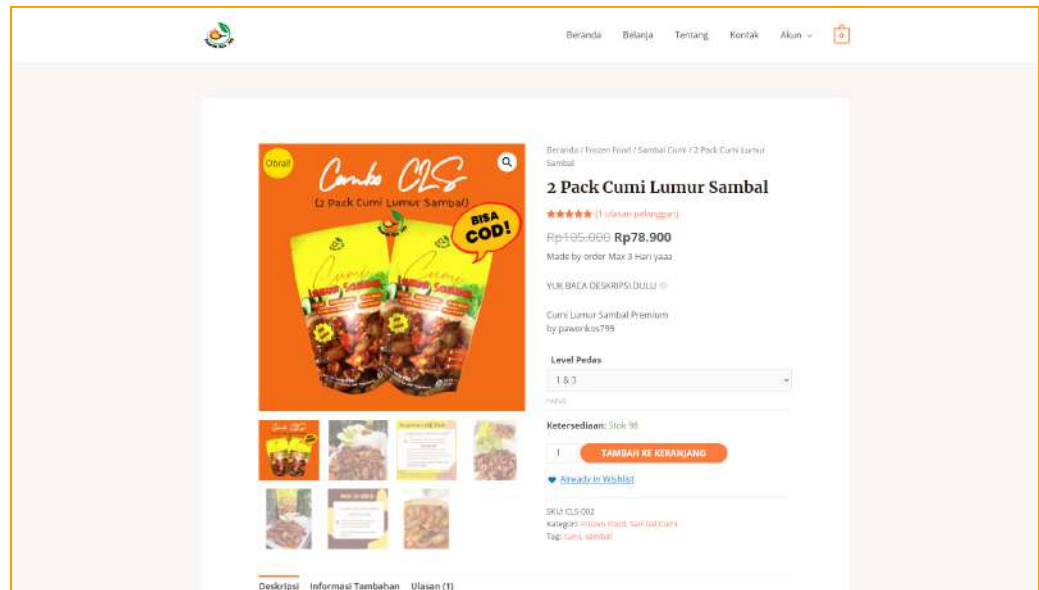 Beranda Belanja Tentang Kontak Akun 0
Obral!
Combo CLS
(2 Pack Cumi Lumur Sambal)
BISA
COD!
Cumi
Lumur Sambal
Cumi
Lumur Sambal
Beranda / Frozen Food / Sambal Cumi / 2 Pack Cumi Lumur
Sambal
2 Pack Cumi Lumur Sambal
(1 ulasan pelanggan)
Rp105.000 Rp78.900
Made by order Max 3 Hari yaaa
YUK BACA DESKRIPSI DULU
Cumi Lumur Sambal Premium
by pawonkos799
Level Pedas
1 & 3
Ketersediaan: Stok 98
1 TAMBAH KE KERANJANG
Already In Wishlist
SKU: CLS-002
Kategori: Frozen Food, Sambal Cumi
Tag: cumi, sambal
Deskripsi Informasi Tambahan Ulasan (1)